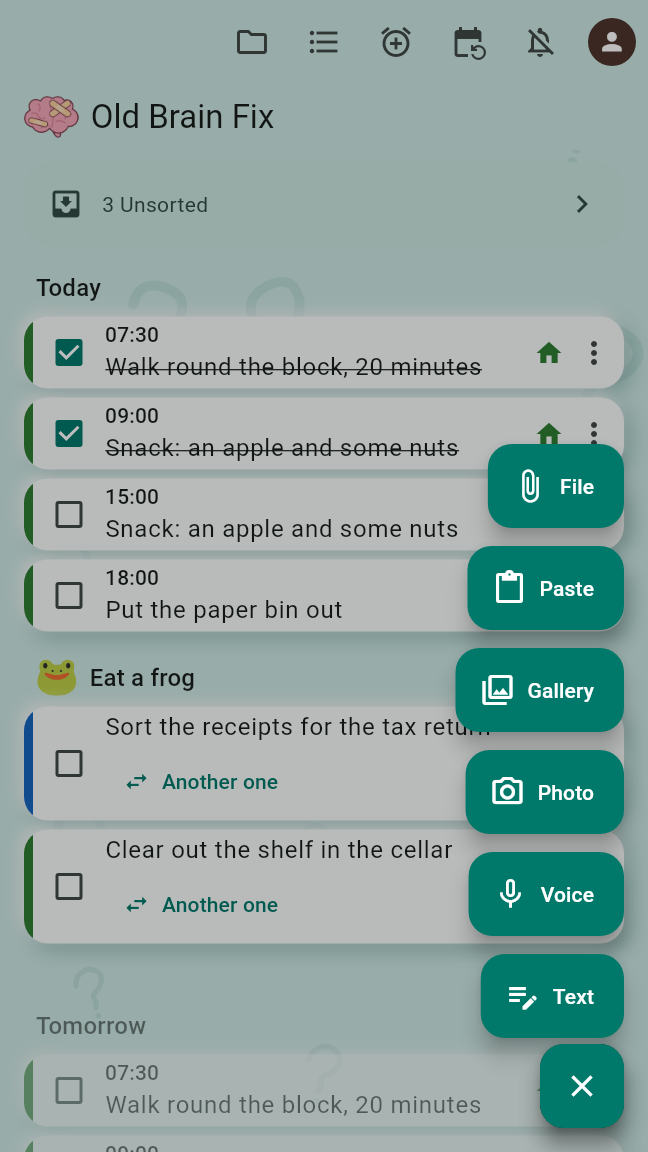 Old Brain Fix
3 Unsorted
Today
07:30
Walk round the block, 20 minutes
09:00
Snack: an apple and some nuts
File
15:00
Snack: an apple and some nuts
Paste
18:00
Put the paper bin out
Eat a frog
Gallery
Sort the receipts for the tax return
Another one
Photo
Clear out the shelf in the cellar
Another one
Voice
Text
Tomorrow
07:30
Walk round the block, 20 minutes